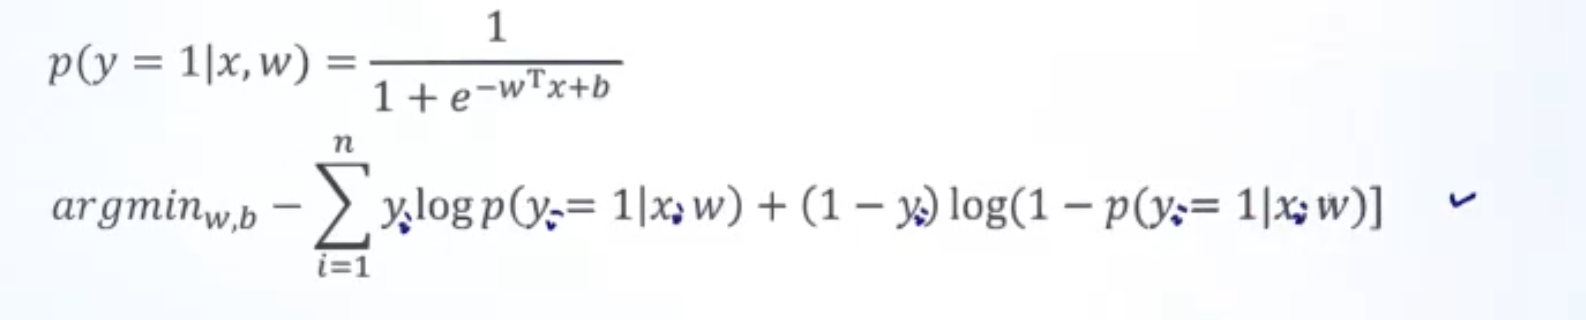 p(y = 1|x, w) = 1 / (1 + e^{-w^T x+b})
argmin_{w,b} − ∑_{i=1}^{n} y_i log p(y_i = 1|x_i, w) + (1 − y_i) log(1 − p(y_i = 1|x_i, w)] ✓